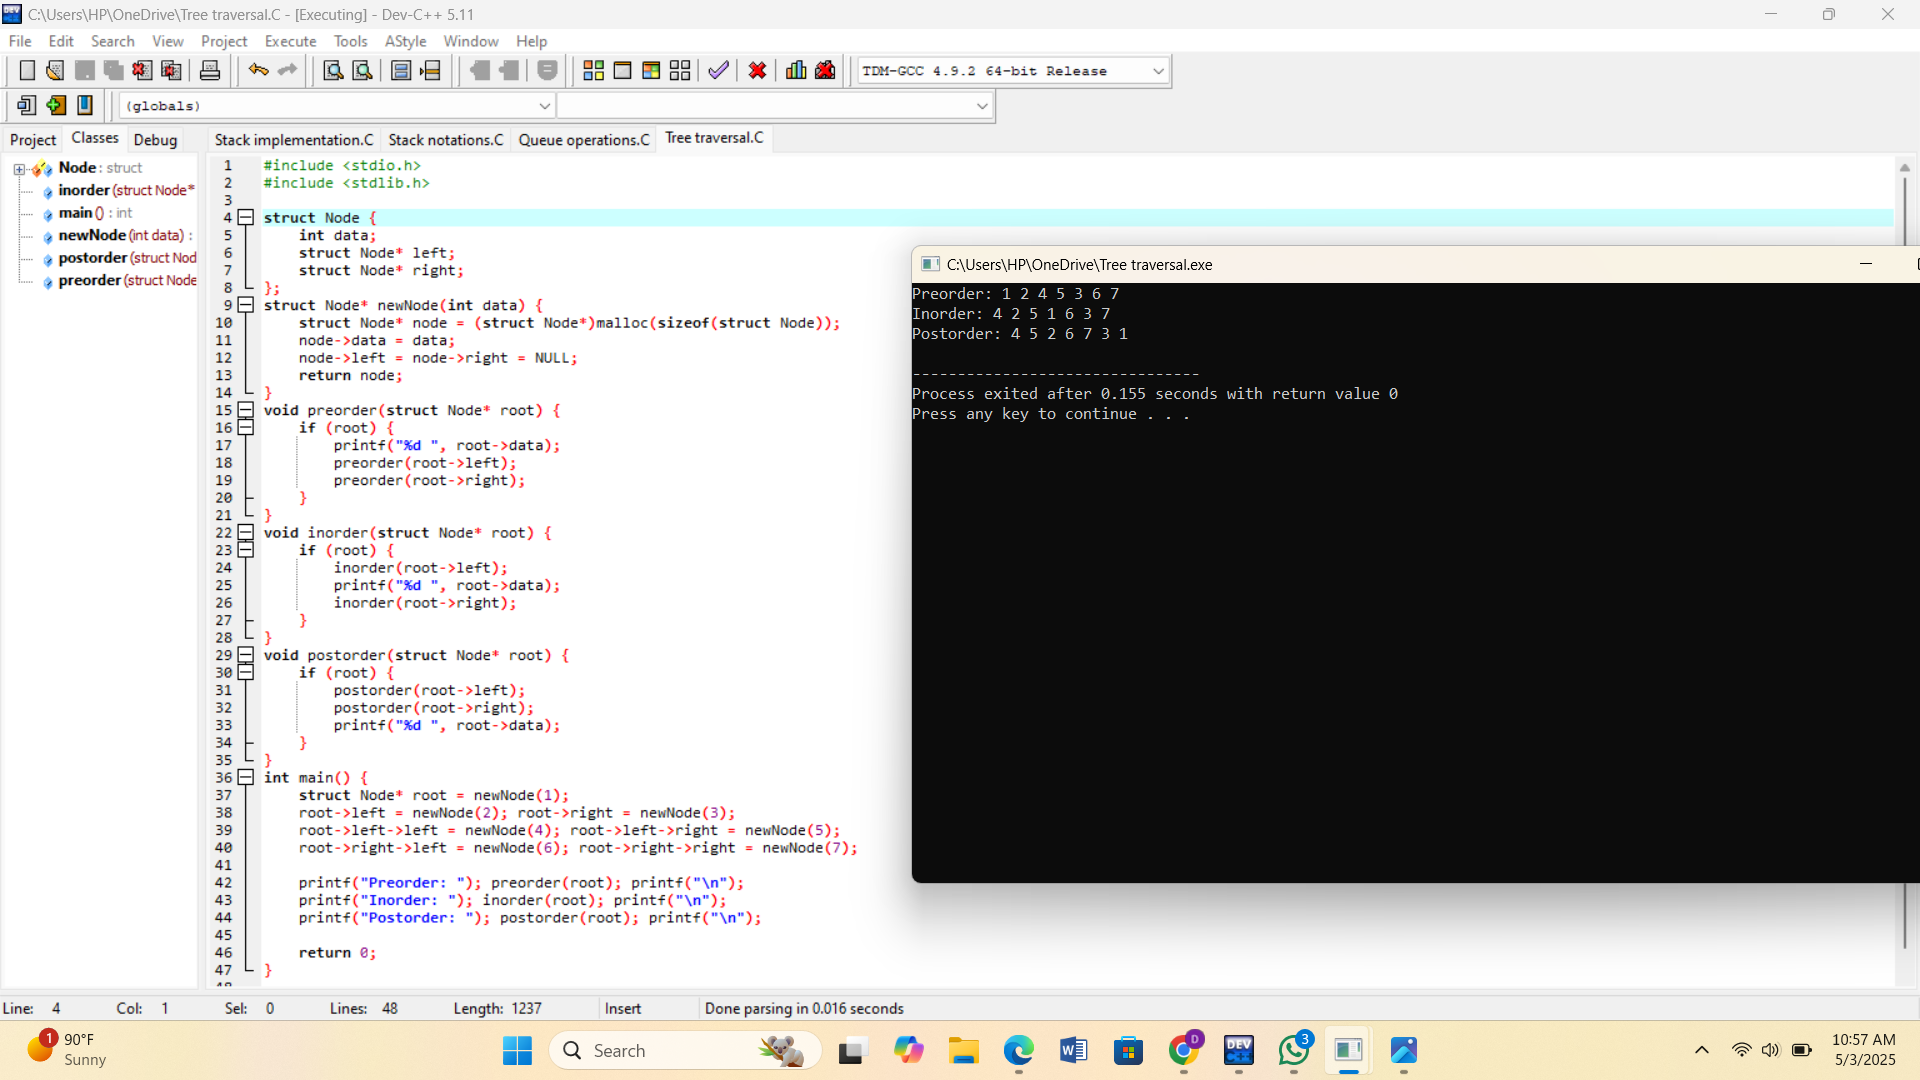 C:\Users\HP\OneDrive\Tree traversal.C - [Executing] - Dev-C++ 5.11
File Edit Search View Project Execute Tools AStyle Window Help
TDM-GCC 4.9.2 64-bit Release
(globals)
Project Classes Debug
Stack implementation.C Stack notations.C Queue operations.C Tree traversal.C
Node : struct
inorder (struct Node*
main () : int
newNode (int data) :
postorder (struct Nod
preorder (struct Node
1 #include <stdio.h>
2 #include <stdlib.h>
3
4 struct Node {
5 int data;
6 struct Node* left;
7 struct Node* right;
8 };
9 struct Node* newNode(int data) {
10 struct Node* node = (struct Node*)malloc(sizeof(struct Node));
11 node->data = data;
12 node->left = node->right = NULL;
13 return node;
14 }
15 void preorder(struct Node* root) {
16 if (root) {
17 printf("%d ", root->data);
18 preorder(root->left);
19 preorder(root->right);
20 }
21 }
22 void inorder(struct Node* root) {
23 if (root) {
24 inorder(root->left);
25 printf("%d ", root->data);
26 inorder(root->right);
27 }
28 }
29 void postorder(struct Node* root) {
30 if (root) {
31 postorder(root->left);
32 postorder(root->right);
33 printf("%d ", root->data);
34 }
35 }
36 int main() {
37 struct Node* root = newNode(1);
38 root->left = newNode(2); root->right = newNode(3);
39 root->left->left = newNode(4); root->left->right = newNode(5);
40 root->right->left = newNode(6); root->right->right = newNode(7);
41
42 printf("Preorder: "); preorder(root); printf("\n");
43 printf("Inorder: "); inorder(root); printf("\n");
44 printf("Postorder: "); postorder(root); printf("\n");
45
46 return 0;
47 }
C:\Users\HP\OneDrive\Tree traversal.exe
Preorder: 1 2 4 5 3 6 7
Inorder: 4 2 5 1 6 3 7
Postorder: 4 5 2 6 7 3 1
--------------------------------
Process exited after 0.155 seconds with return value 0
Press any key to continue . . .
Line: 4 Col: 1 Sel: 0 Lines: 48 Length: 1237 Insert Done parsing in 0.016 seconds
1
90°F
Sunny
Search
D
DEV
3
10:57 AM
5/3/2025